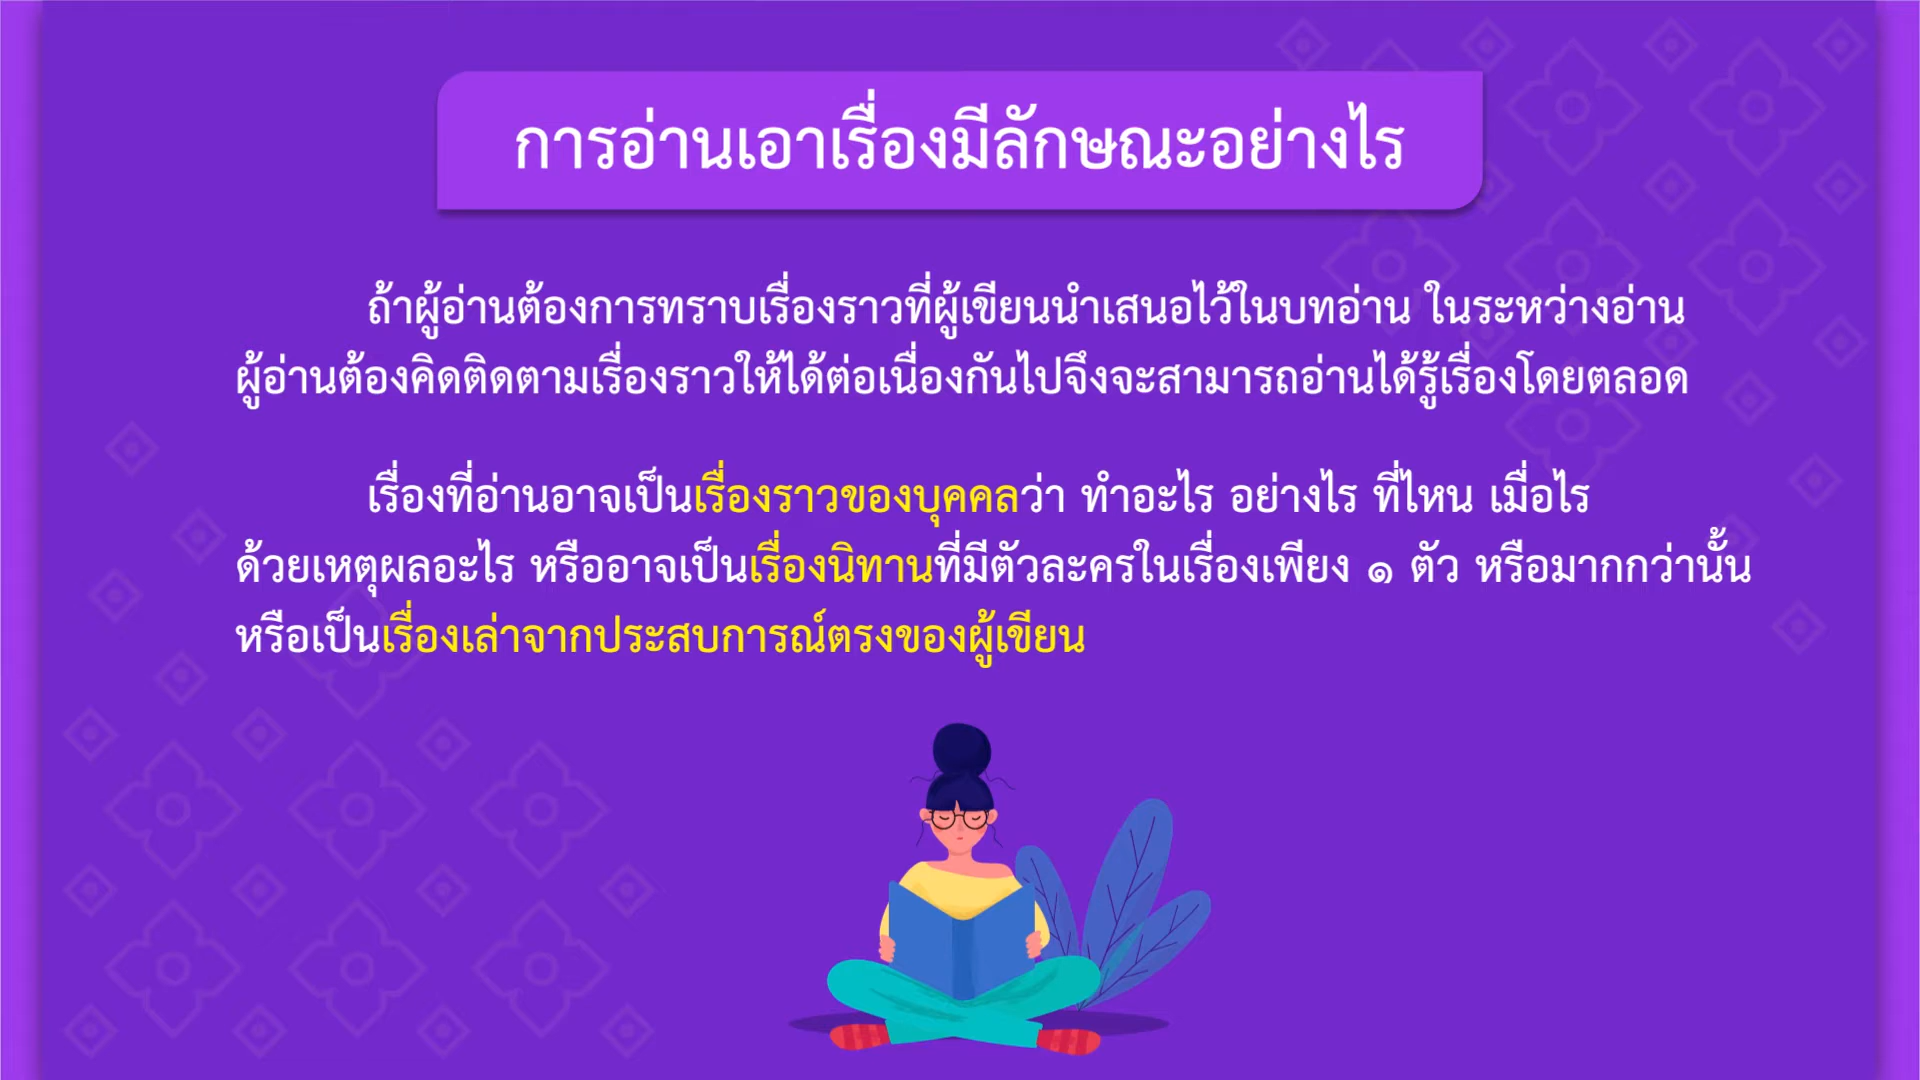 การอ่านเอาเรื่องมีลักษณะอย่างไร
ถ้าผู้อ่านต้องการทราบเรื่องราวที่ผู้เขียนนำเสนอไว้ในบทอ่าน ในระหว่างอ่าน
ผู้อ่านต้องคิดติดตามเรื่องราวให้ได้ต่อเนื่องกันไปจึงจะสามารถอ่านได้รู้เรื่องโดยตลอด
เรื่องที่อ่านอาจเป็นเรื่องราวของบุคคลว่า ทำอะไร อย่างไร ที่ไหน เมื่อไร
ด้วยเหตุผลอะไร หรืออาจเป็นเรื่องนิทานที่มีตัวละครในเรื่องเพียง ๑ ตัว หรือมากกว่านั้น
หรือเป็นเรื่องเล่าจากประสบการณ์ตรงของผู้เขียน